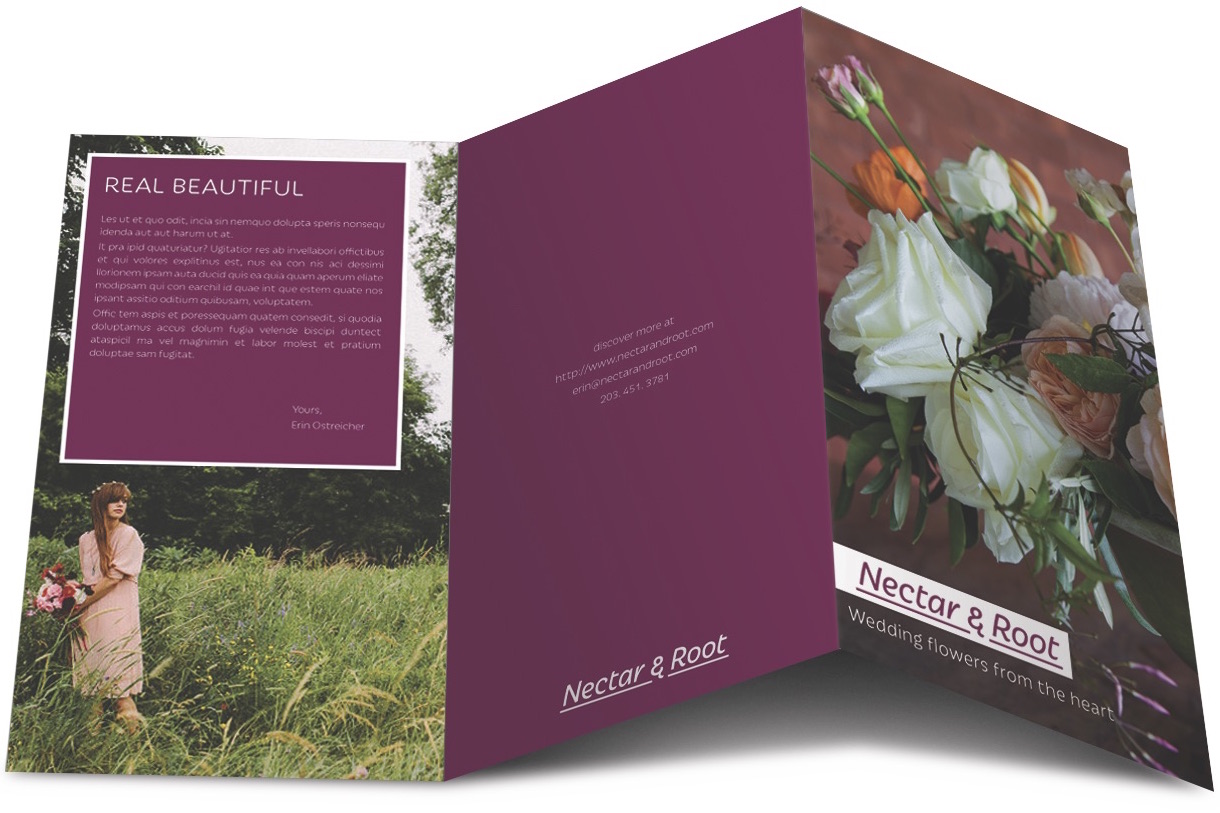 REAL BEAUTIFUL
Les ut et quo odit, incia sin nemquo dolupta speris nonsequ
idenda aut aut harum ut at.
It pra ipid quaturiatur? Ugitatior res ab invellabori offictibus
et qui volores explitinus est, nus ea con nis aci dessimi
llorionem ipsam auta ducid quis ea quia quam aperum eliate
modipsam qui con earchil id quae int que estem quate nos
ipsant assitio oditium quibusam, voluptatem.
Offic tem aspis et poressequam quatem consedit, si quodia
doluptamus accus dolum fugia velende biscipi duntect
ataspici ma vel magnimin et labor molest et pratium
doluptae sam fugitat.
Yours,
Erin Ostreicher
discover more at
http://www.nectarandroot.com
erin@nectarandroot.com
203. 451. 3781
Nectar & Root
Nectar & Root
Wedding flowers from the heart